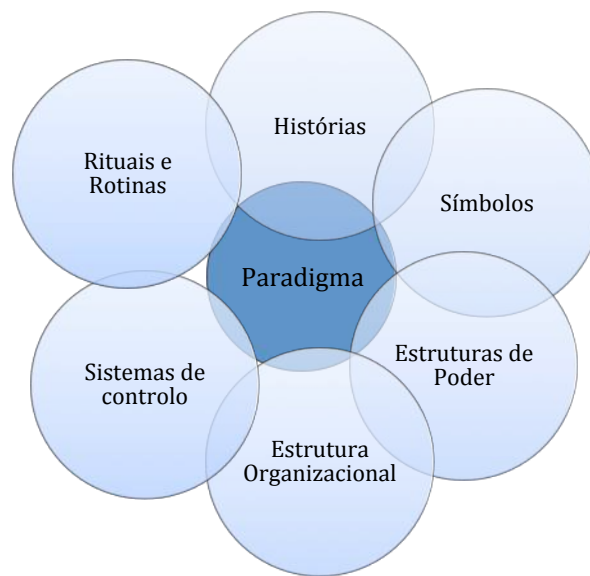 Histórias
Rituais e
Rotinas
Símbolos
Paradigma
Estruturas de
Poder
Sistemas de
controlo
Estrutura
Organizacional